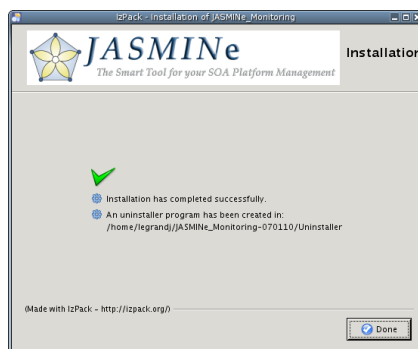 IzPack - Installation of JASMINe_Monitoring
JASMINe
The Smart Tool for your SOA Platform Management
Installation
Installation has completed successfully.
An uninstaller program has been created in:
/home/legrandj/JASMINe_Monitoring-070110/Uninstaller
(Made with IzPack - http://izpack.org/)
Done